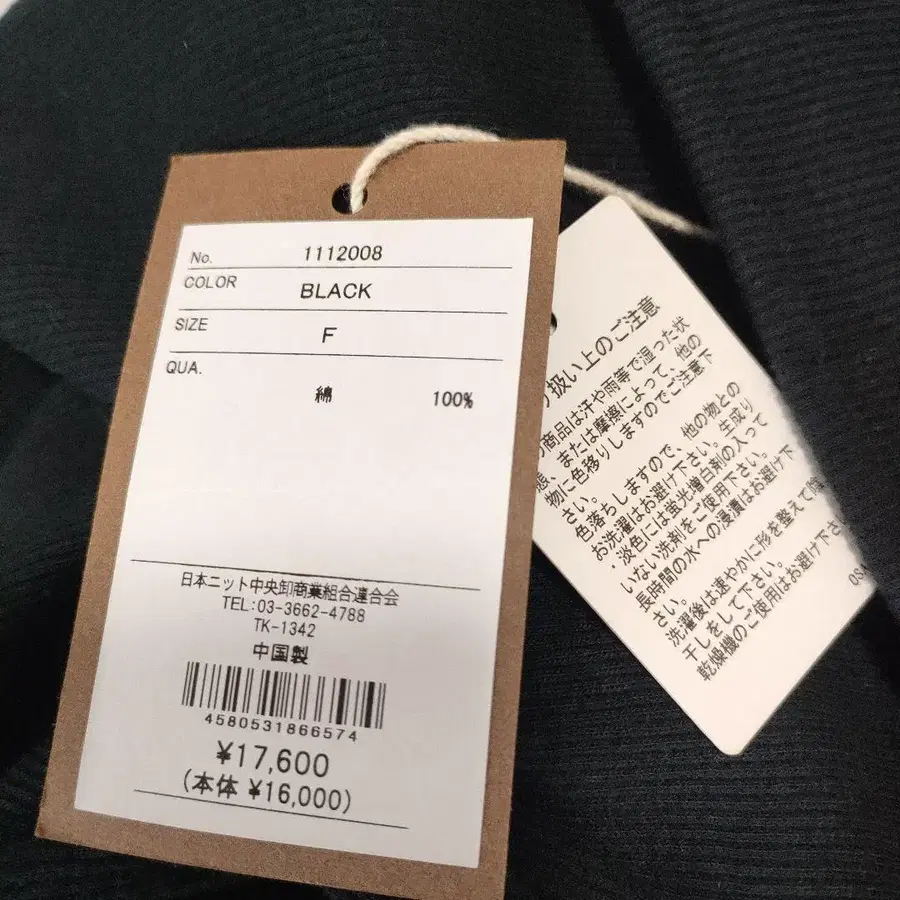 No. 1112008
COLOR BLACK
SIZE F
QUA.
綿 100%
日本ニット中央卸商業組合連合会
TEL:03-3662-4788
TK-1342
中国製
4580531866574
¥17,600
(本体 ¥16,000)
扱い上のご注意
商品は汗や雨等で湿った状
態、または摩擦によって、他の
物に色移りしますのでご注意下
さい。
色落ちしますので、他の物との
お洗濯はお避け下さい。生成り
・淡色には蛍光増白剤の入って
いない洗剤をご使用下さい。
長時間の水への浸漬はお避け下
さい。
洗濯後は速やかに形を整えて陰
干しをして下さい。
乾燥機のご使用はお避け下さい